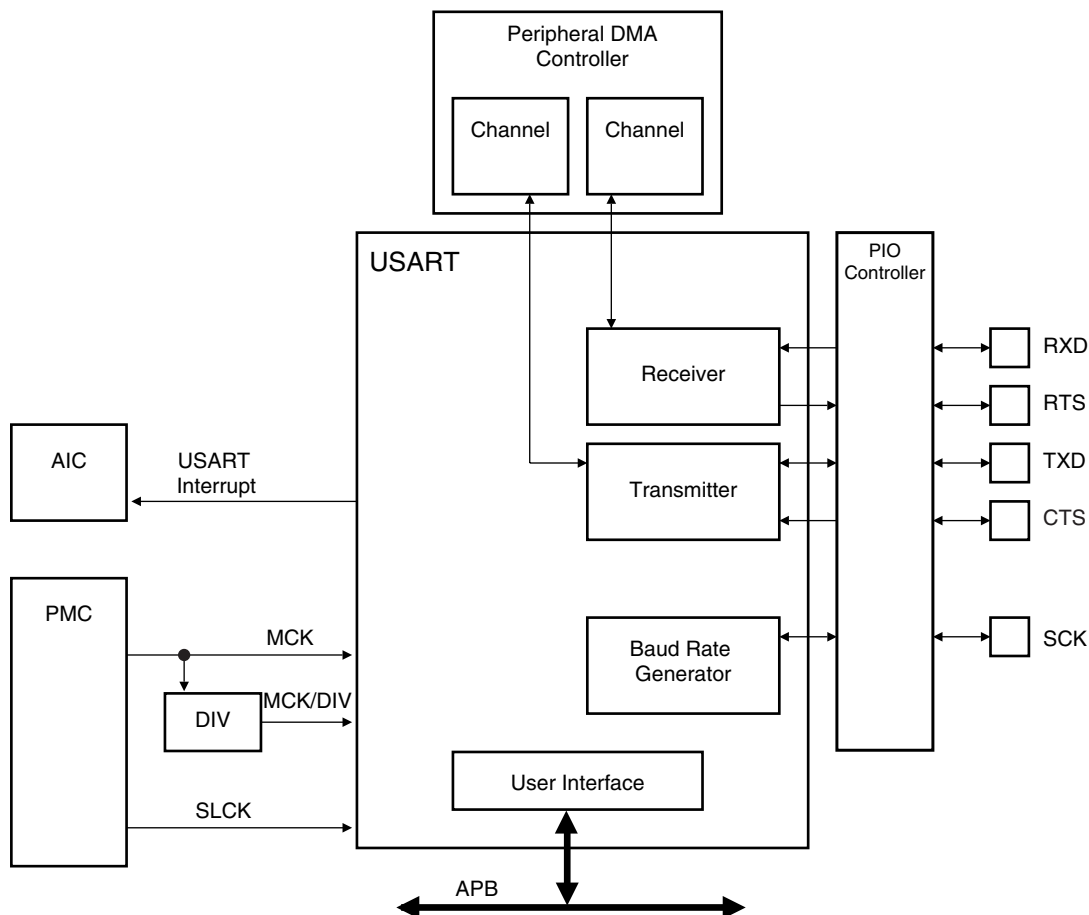 Peripheral DMA
Controller
Channel
Channel
USART
PIO
Controller
Receiver
RXD
RTS
AIC
USART
Interrupt
Transmitter
TXD
CTS
PMC
MCK
Baud Rate
Generator
SCK
MCK/DIV
DIV
User Interface
SLCK
APB